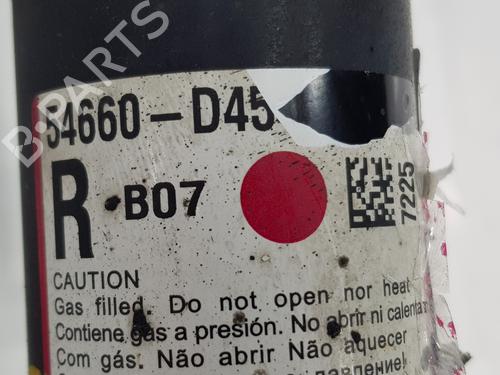 B-PARTS
54660-D45
R B07
7225
CAUTION
Gas filled. Do not open nor heat
Contiene gas a presión. No abrir ni calentar
Com gás. Não abrir Não aquecer
давление!